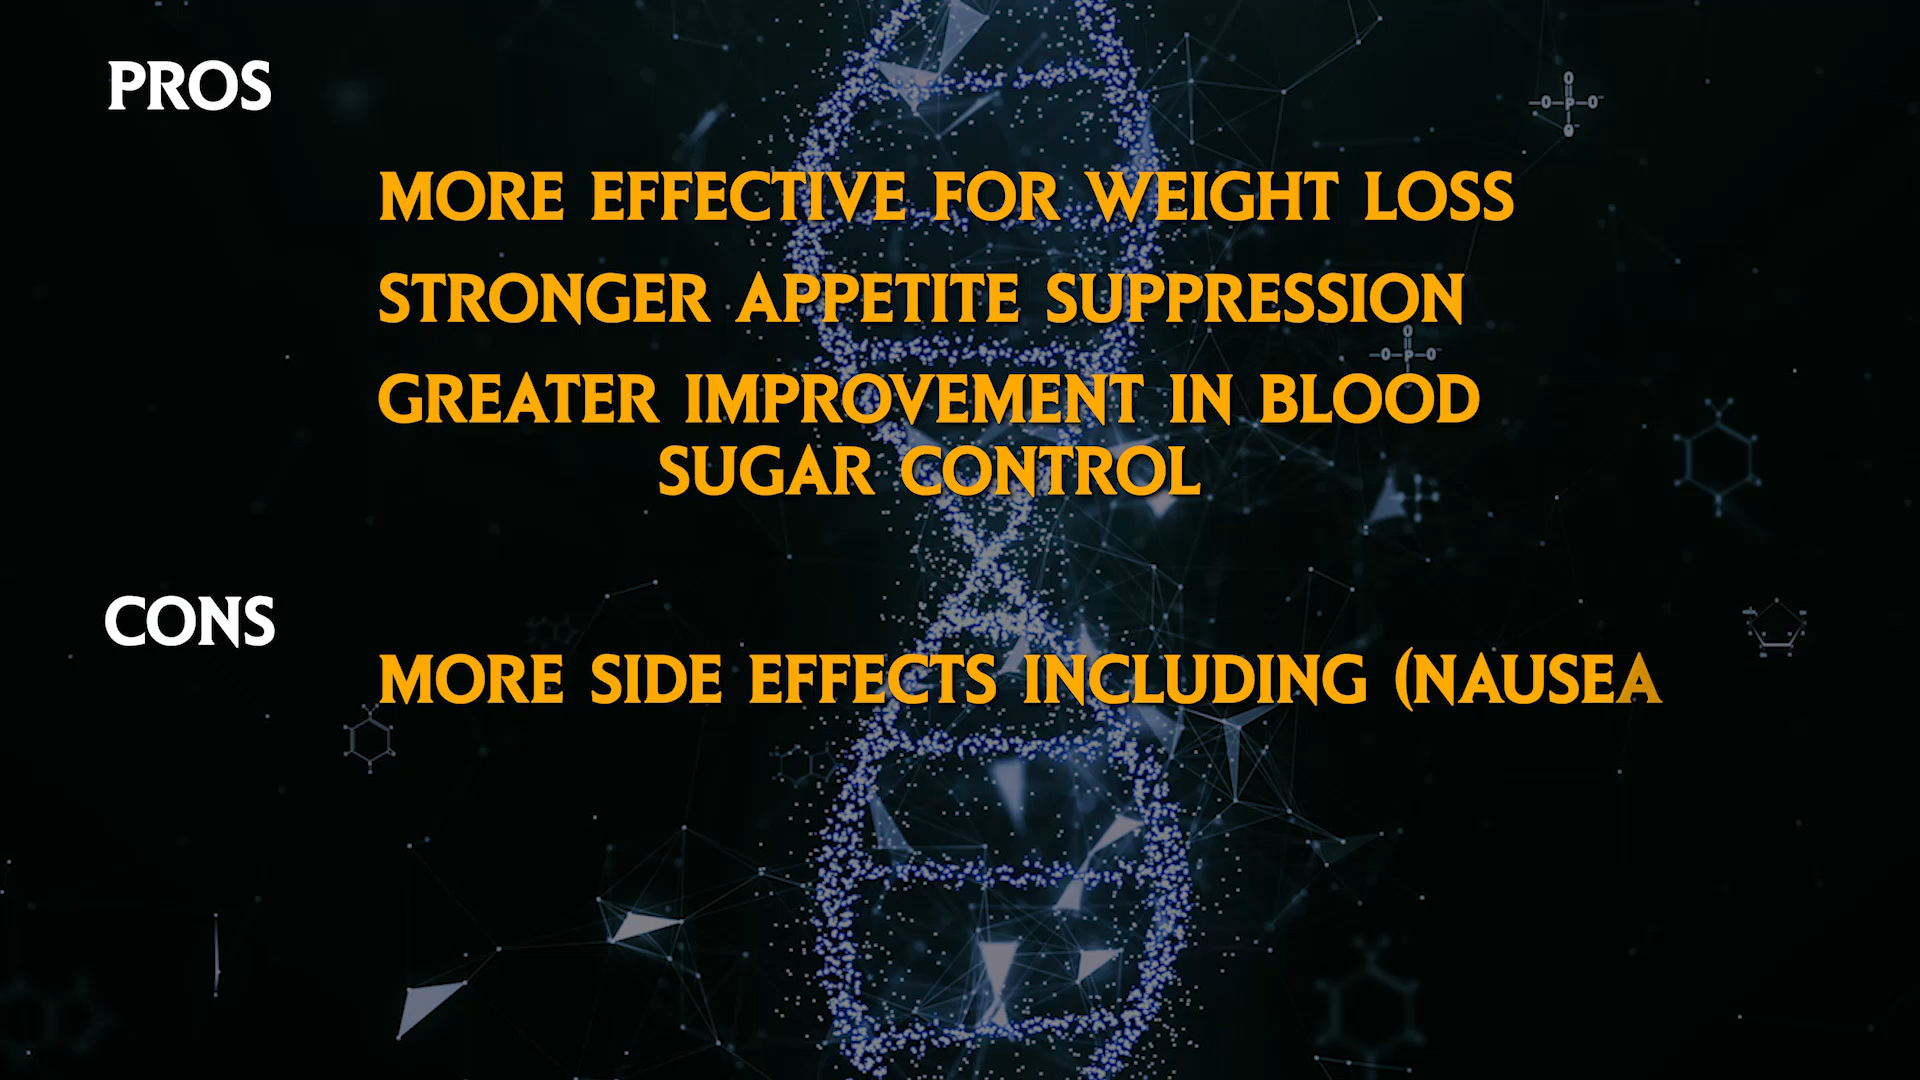 PROS
MORE EFFECTIVE FOR WEIGHT LOSS
STRONGER APPETITE SUPPRESSION
GREATER IMPROVEMENT IN BLOOD
SUGAR CONTROL
CONS
MORE SIDE EFFECTS INCLUDING (NAUSEA